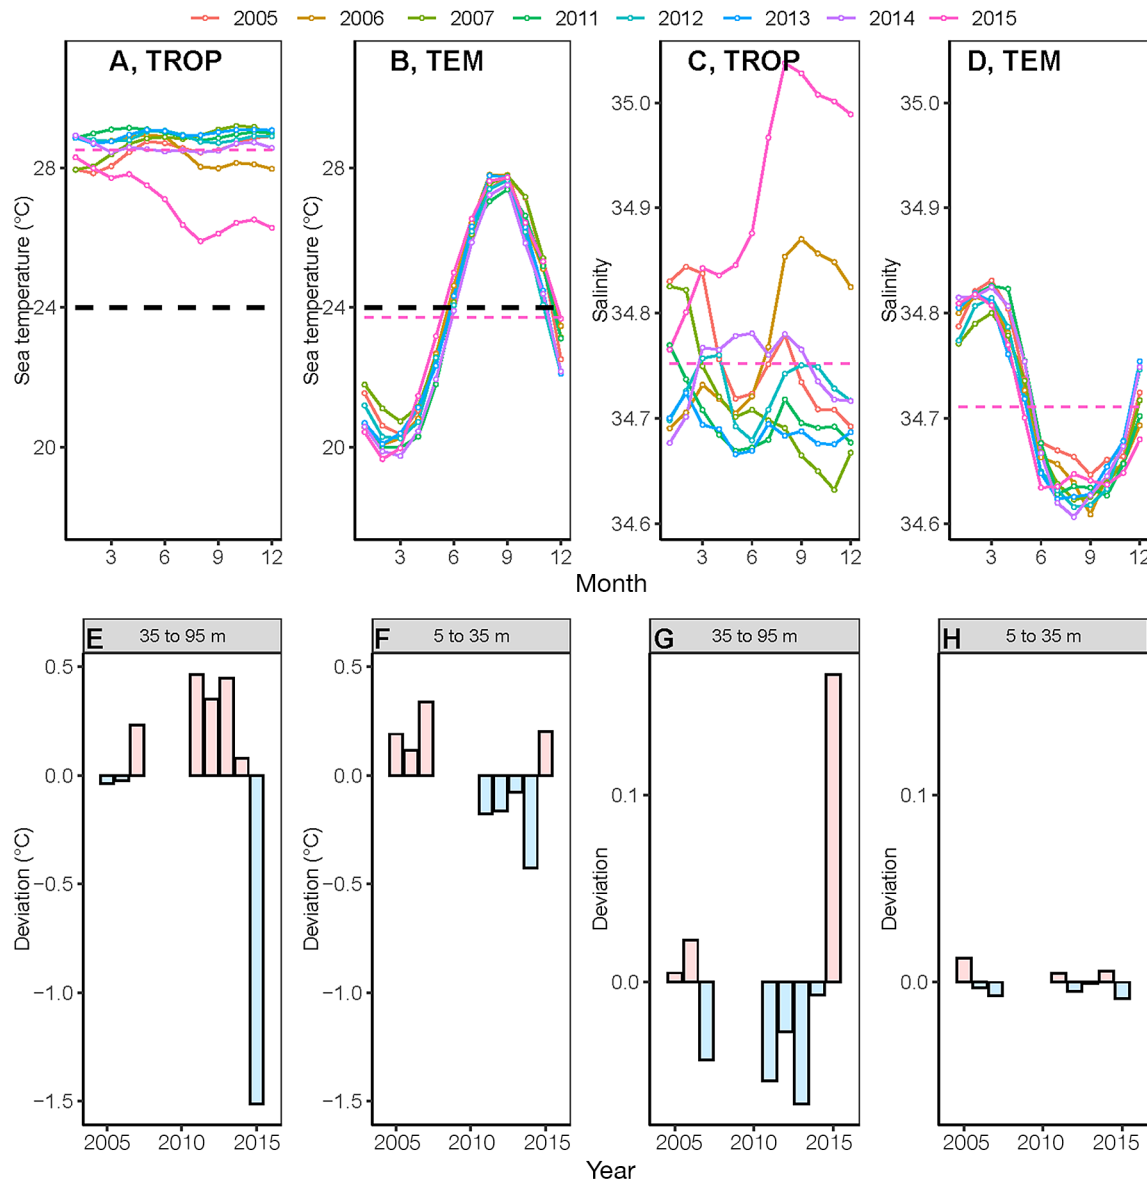 2005 2006 2007 2011 2012 2013 2014 2015
A, TROP B, TEM C, TROP D, TEM
Sea temperature (°C)
28
24
20
3 6 9 12
Sea temperature (°C)
28
24
20
3 6 9 12
Salinity
35.0
34.9
34.8
34.7
34.6
3 6 9 12
Salinity
35.0
34.9
34.8
34.7
34.6
3 6 9 12
Month
E 35 to 95 m
F 5 to 35 m
G 35 to 95 m
H 5 to 35 m
Deviation (°C)
0.5
0.0
−0.5
−1.0
−1.5
2005 2010 2015
Deviation (°C)
0.5
0.0
−0.5
−1.0
−1.5
2005 2010 2015
Deviation
0.1
0.0
2005 2010 2015
Deviation
0.1
0.0
2005 2010 2015
Year